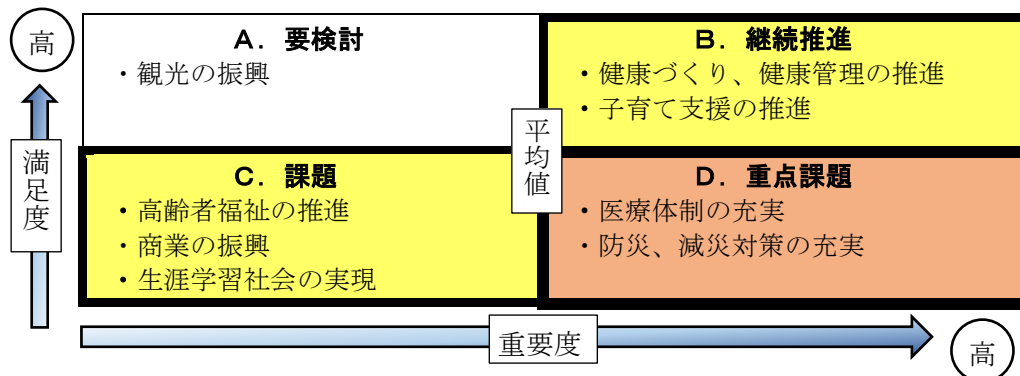 高
満足度
A．要検討
・観光の振興
B．継続推進
・健康づくり、健康管理の推進
・子育て支援の推進
平均値
C．課題
・高齢者福祉の推進
・商業の振興
・生涯学習社会の実現
D．重点課題
・医療体制の充実
・防災、減災対策の充実
重要度
高